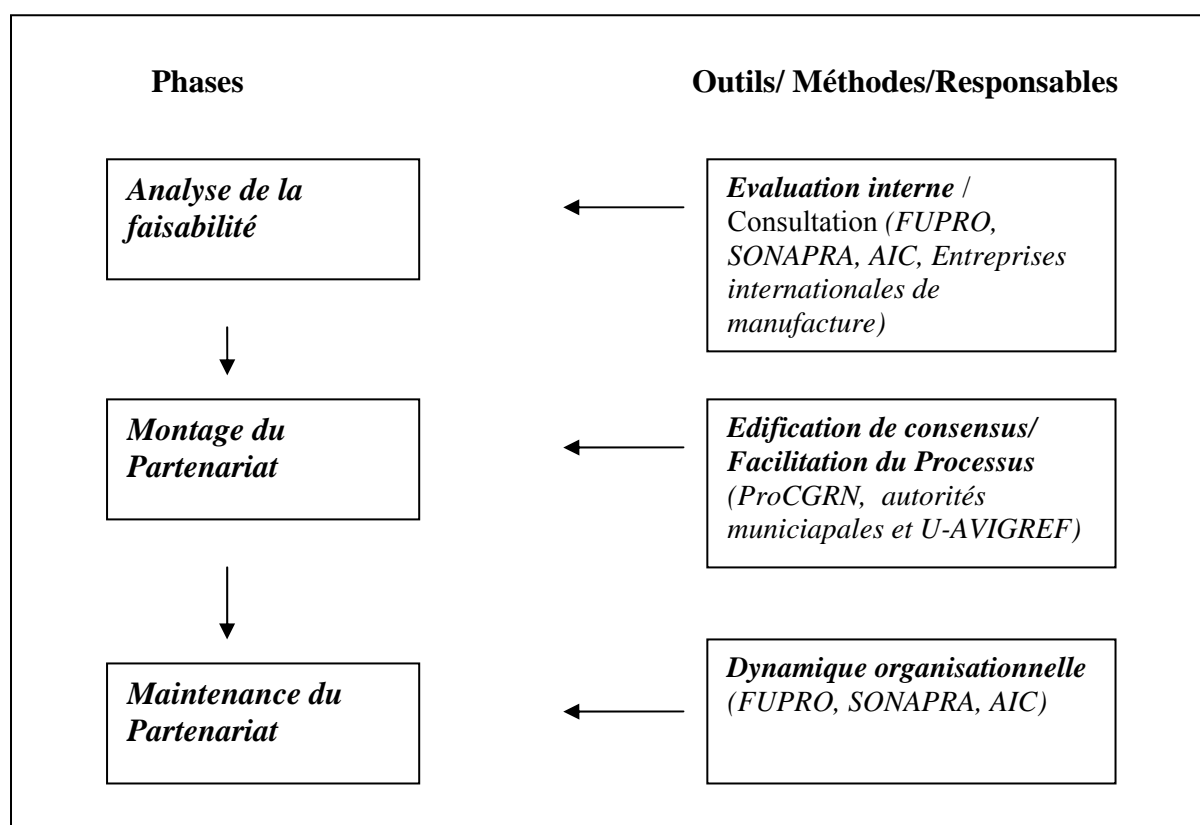 Phases
Outils/ Méthodes/Responsables
Analyse de la
faisabilité
Evaluation interne /
Consultation (FUPRO,
SONAPRA, AIC, Entreprises
internationales de
manufacture)
Montage du
Partenariat
Edification de consensus/
Facilitation du Processus
(ProCGRN, autorités
municiapales et U-AVIGREF)
Maintenance du
Partenariat
Dynamique organisationnelle
(FUPRO, SONAPRA, AIC)